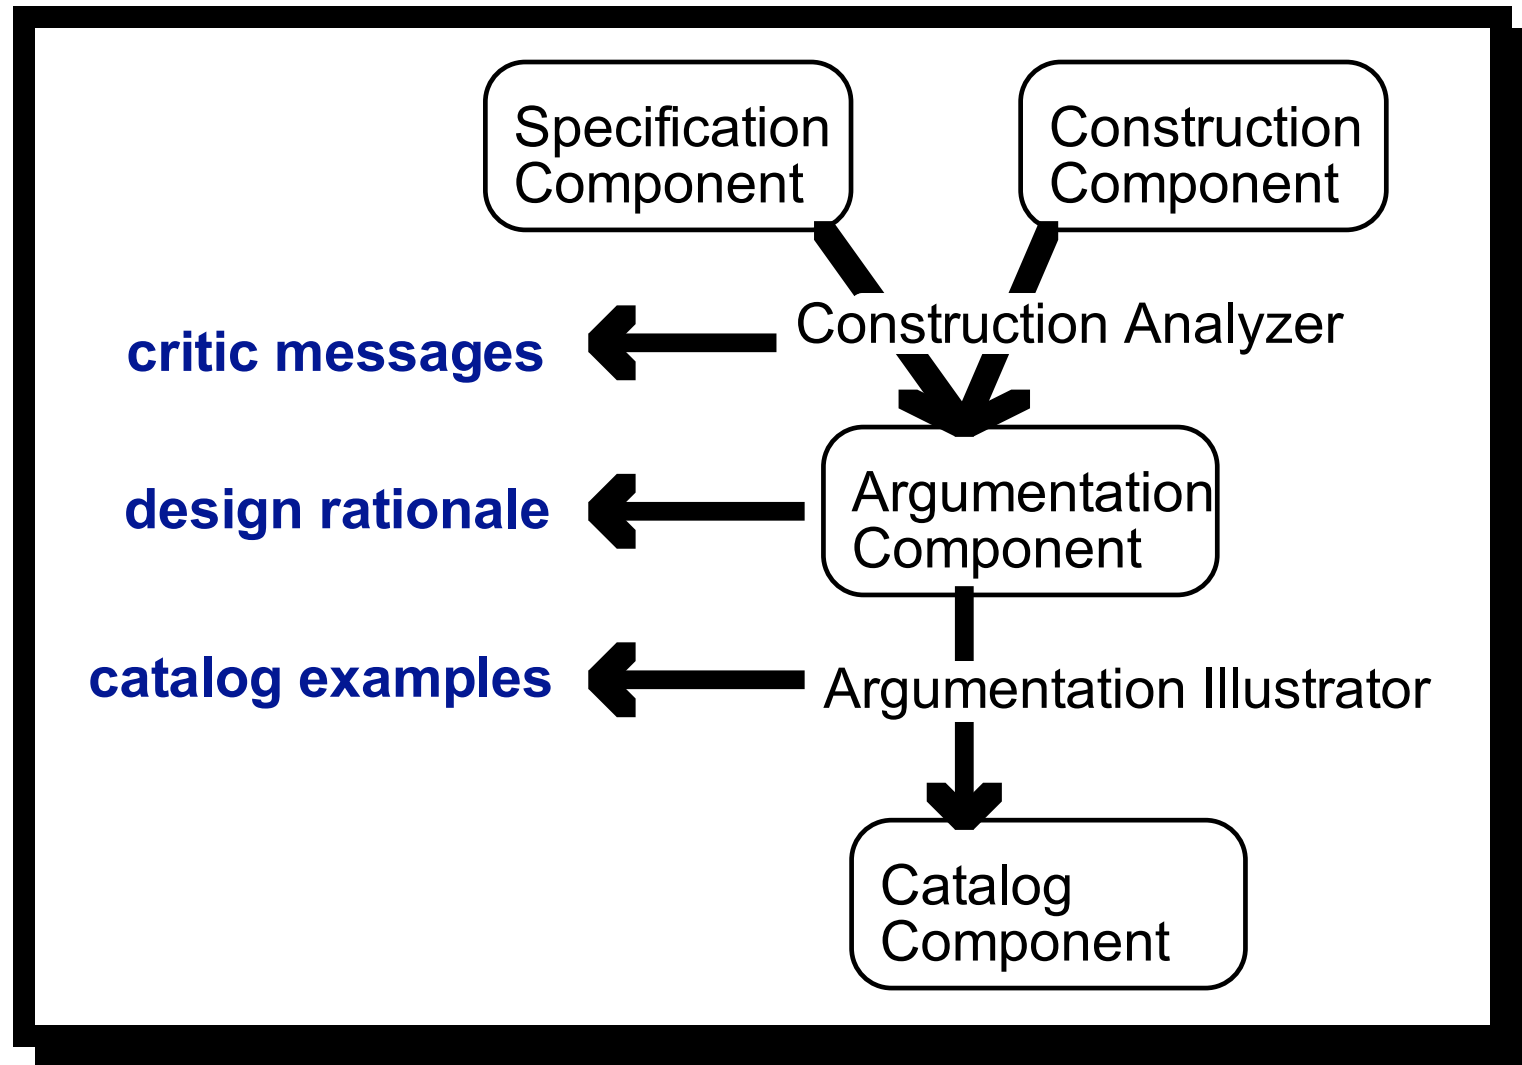 Specification
Component
Construction
Component
Construction Analyzer
critic messages
Argumentation
Component
design rationale
catalog examples
Argumentation Illustrator
Catalog
Component